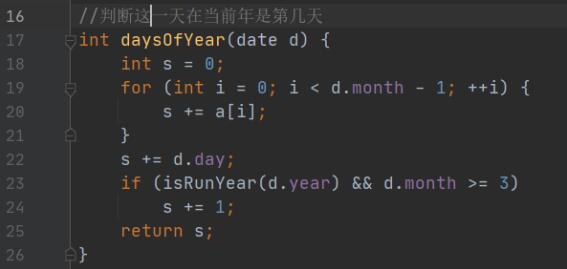 16 //判断这一天在当前年是第几天
17 int daysOfYear(date d) {
18     int s = 0;
19     for (int i = 0; i < d.month - 1; ++i) {
20         s += a[i];
21     }
22     s += d.day;
23     if (isRunYear(d.year) && d.month >= 3)
24         s += 1;
25     return s;
26 }